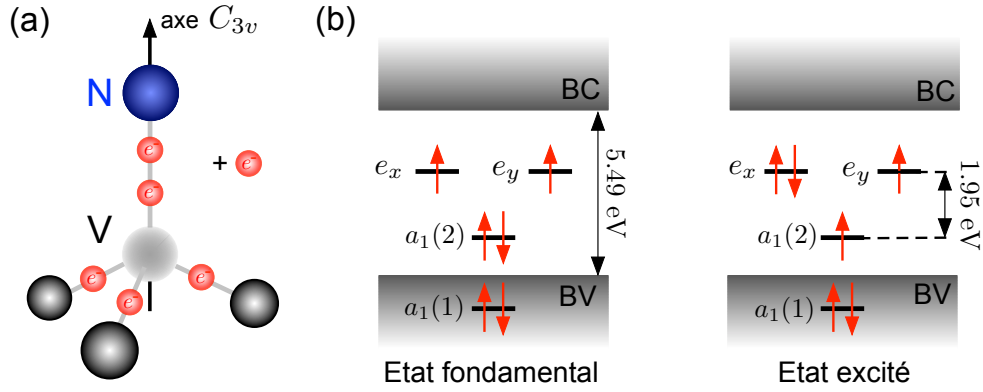 (a)
axe C3v
N
e-
e-
+ e-
V
e-
e-
e-
(b)
BC
ex
ey
5.49 eV
a1(2)
BV
a1(1)
Etat fondamental
BC
ex
ey
1.95 eV
a1(2)
BV
a1(1)
Etat excité